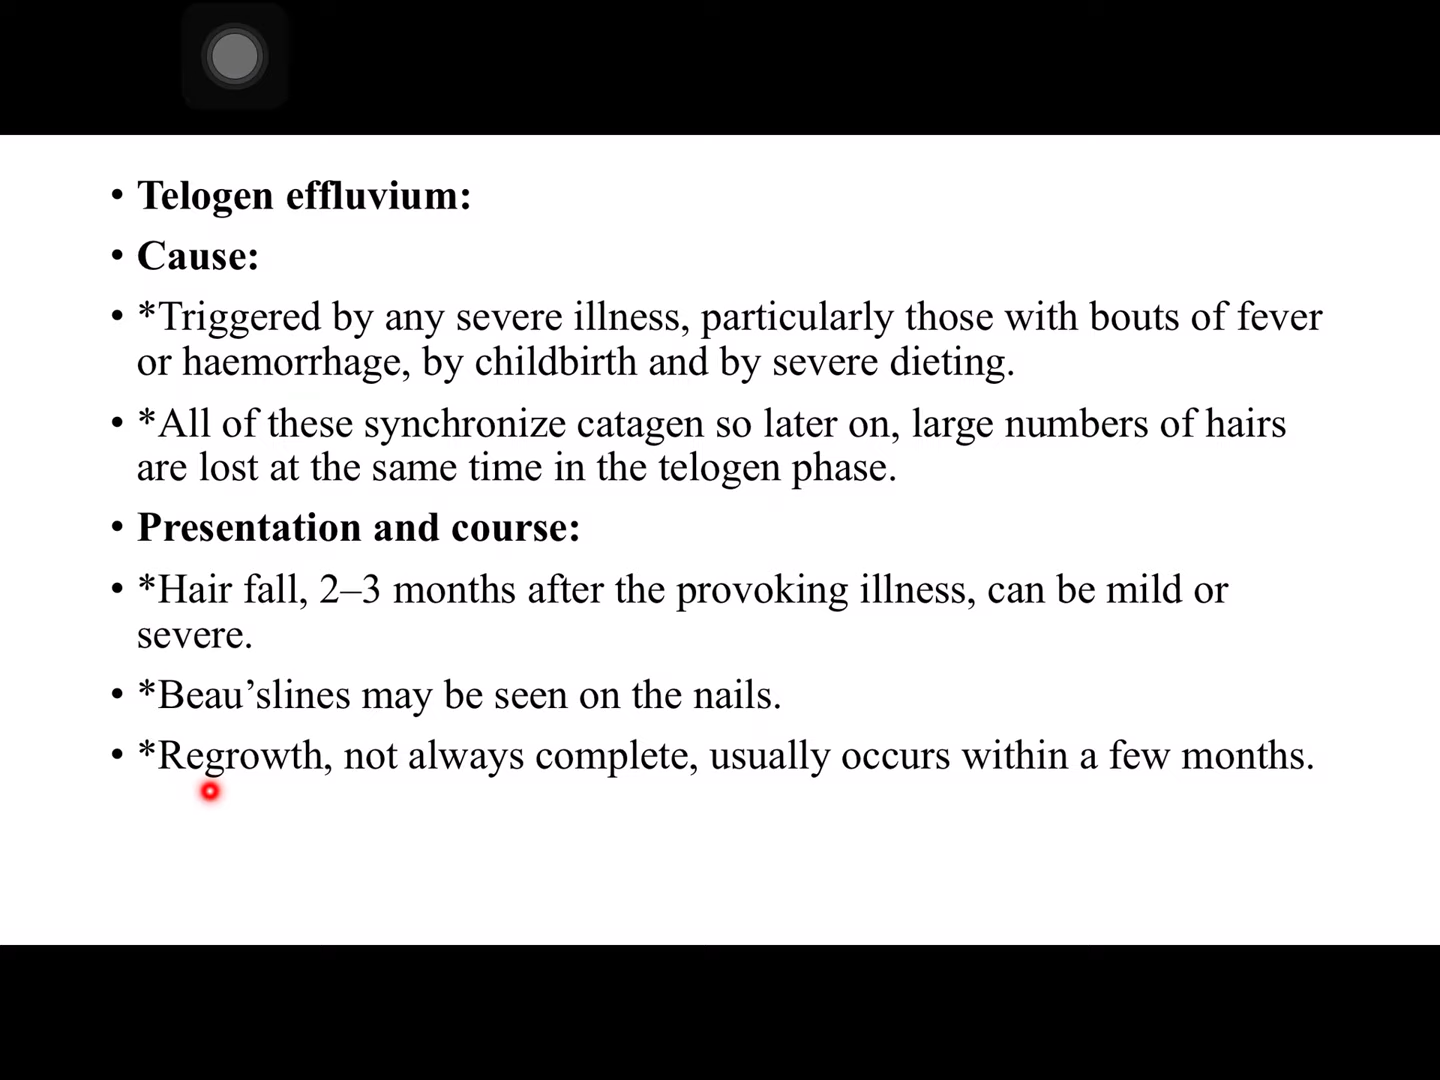 • Telogen effluvium:
• Cause:
• *Triggered by any severe illness, particularly those with bouts of fever
or haemorrhage, by childbirth and by severe dieting.
• *All of these synchronize catagen so later on, large numbers of hairs
are lost at the same time in the telogen phase.
• Presentation and course:
• *Hair fall, 2–3 months after the provoking illness, can be mild or
severe.
• *Beau’slines may be seen on the nails.
• *Regrowth, not always complete, usually occurs within a few months.